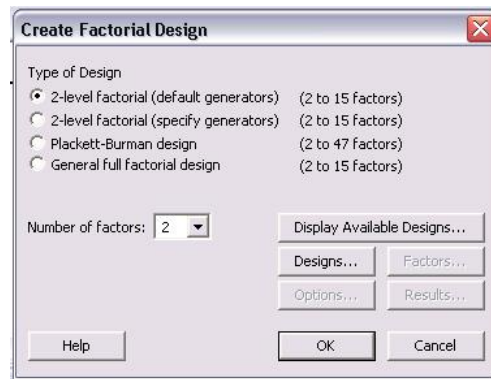 Create Factorial Design
Type of Design
2-level factorial (default generators) (2 to 15 factors)
2-level factorial (specify generators) (2 to 15 factors)
Plackett-Burman design (2 to 47 factors)
General full factorial design (2 to 15 factors)
Number of factors: 2 Display Available Designs...
Designs... Factors...
Options... Results...
Help OK Cancel